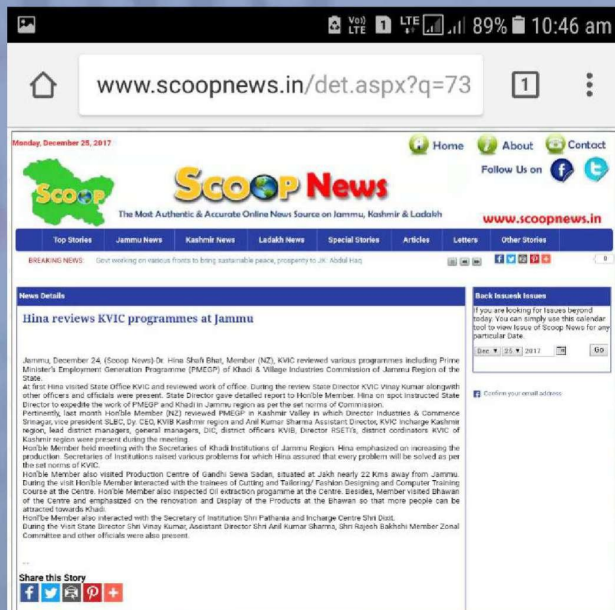 Vo)) LTE 1 LTE 89% 10:46 am
www.scoopnews.in/det.aspx?q=73 1
Monday, December 25, 2017
Home About Contact
Follow Us on
Scoop
Scoop News
The Most Authentic & Accurate Online News Source on Jammu, Kashmir & Ladakh
www.scoopnews.in
Top Stories Jammu News Kashmir News Ladakh News Special Stories Articles Letters Other Stories
BREAKING NEWS: Govt working on various fronts to bring sustainable peace, prosperity to JK: Abdul Haq 0
News Details
Hina reviews KVIC programmes at Jammu
Jammu, December 24, (Scoop News)-Dr. Hina Shafi Bhat, Member (NZ), KVIC reviewed various programmes including Prime
Minister's Employment Generation Programme (PMEGP) of Khadi & Village Industries Commission of Jammu Region of the
State.
At first Hina visited State Office KVIC and reviewed work of office. During the review State Director KVIC Vinay Kumar alongwith
other officers and officials were present. State Director gave detailed report to Hon'ble Member. Hina on spot instructed State
Director to expedite the work of PMEGP and Khadi in Jammu region as per the set norms of Commission.
Pertinently, last month Hon'ble Member (NZ) reviewed PMEGP in Kashmir Valley in which Director Industries & Commerce
Srinagar, vice president SLBC, Dy. CEO, KVIB Kashmir region and Anil Kumar Sharma Assistant Director, KVIC Incharge Kashmir
region, lead district managers, general managers, DIC, district officers KVIB, Director RSETI's, district cordinators KVIC of
Kashmir region were present during the meeting.
Hon'ble Member held meeting with the Secretaries of Khadi Institutions of Jammu Region. Hina emphasized on increasing the
production. Secretaries of Institutions raised various problems for which Hina assured that every problem will be solved as per
the set norms of KVIC.
Hon'ble Member also visited Production Centre of Gandhi Sewa Sadan, situated at Jakh nearly 22 Kms away from Jammu.
During the visit Hon'ble Member interacted with the trainees of Cutting and Tailoring/ Fashion Designing and Computer Training
Course at the Centre. Hon'ble Member also inspected Oil extraction progamme at the Centre. Besides, Member visited Bhawan
of the Centre and emphasized on the renovation and Display of the Products at the Bhawan so that more people can be
attracted towards Khadi.
Hon'ble Member also interacted with the Secretary of Institution Shri Pathania and Incharge Centre Shri Dixit.
During the Visit State Director Shri Vinay Kumar, Assistant Director Shri Anil Kumar Sharma, Shri Rajesh Bakhshi Member Zonal
Committee and other officials were also present.
...
Share this Story
Back Issuesk Issues
If you are looking for Issues beyond
today. You can simply use this calendar
tool to view Issue of Scoop News for any
particular Date.
Dec 25 2017 Go
Confirm your email address